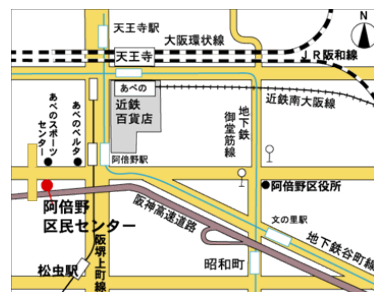 天王寺駅
大阪環状線
N
天王寺
JR阪和線
あべの
近鉄
百貨店
近鉄南大阪線
地下鉄
御堂筋線
あべのスポーツ
センター
あべのベルタ
阿倍野駅
阿倍野区役所
阿倍野
区民センター
阪神高速道路
文の里駅
地下鉄谷町線
昭和町
松虫駅
阪堺上町線